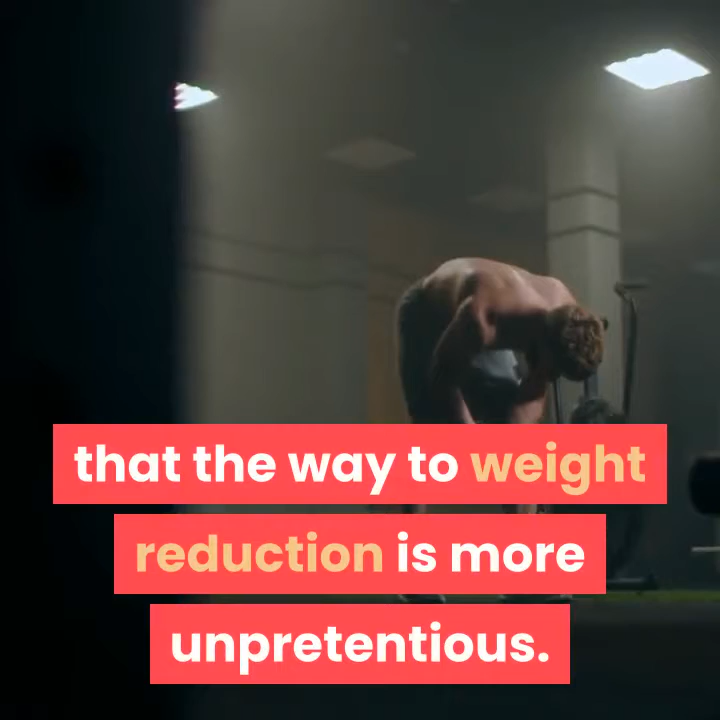 that the way to weight
reduction is more
unpretentious.